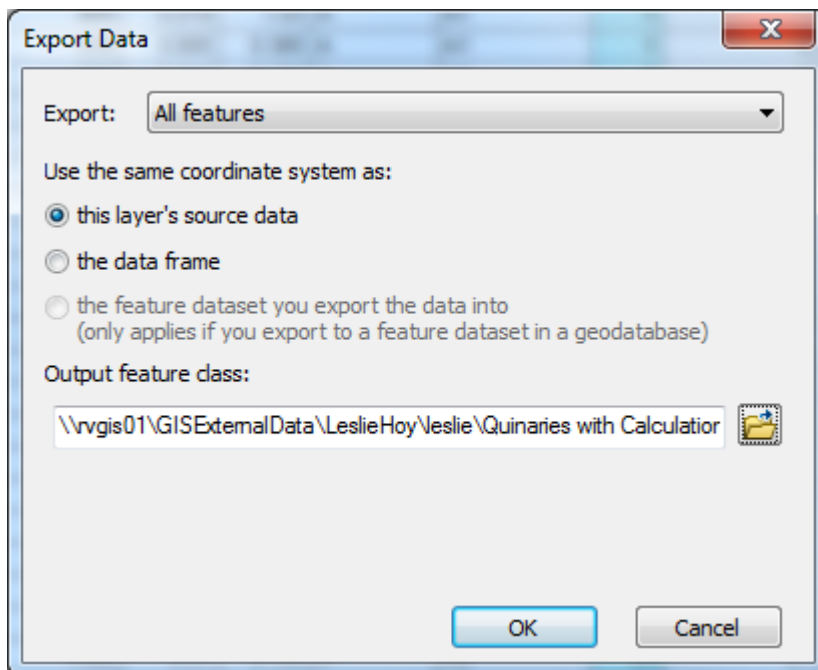 Export Data
Export: All features
Use the same coordinate system as:
this layer's source data
the data frame
the feature dataset you export the data into
(only applies if you export to a feature dataset in a geodatabase)
Output feature class:
\\rvgis01\GISExternalData\LeslieHoy\leslie\Quinaries with Calculation
OK
Cancel